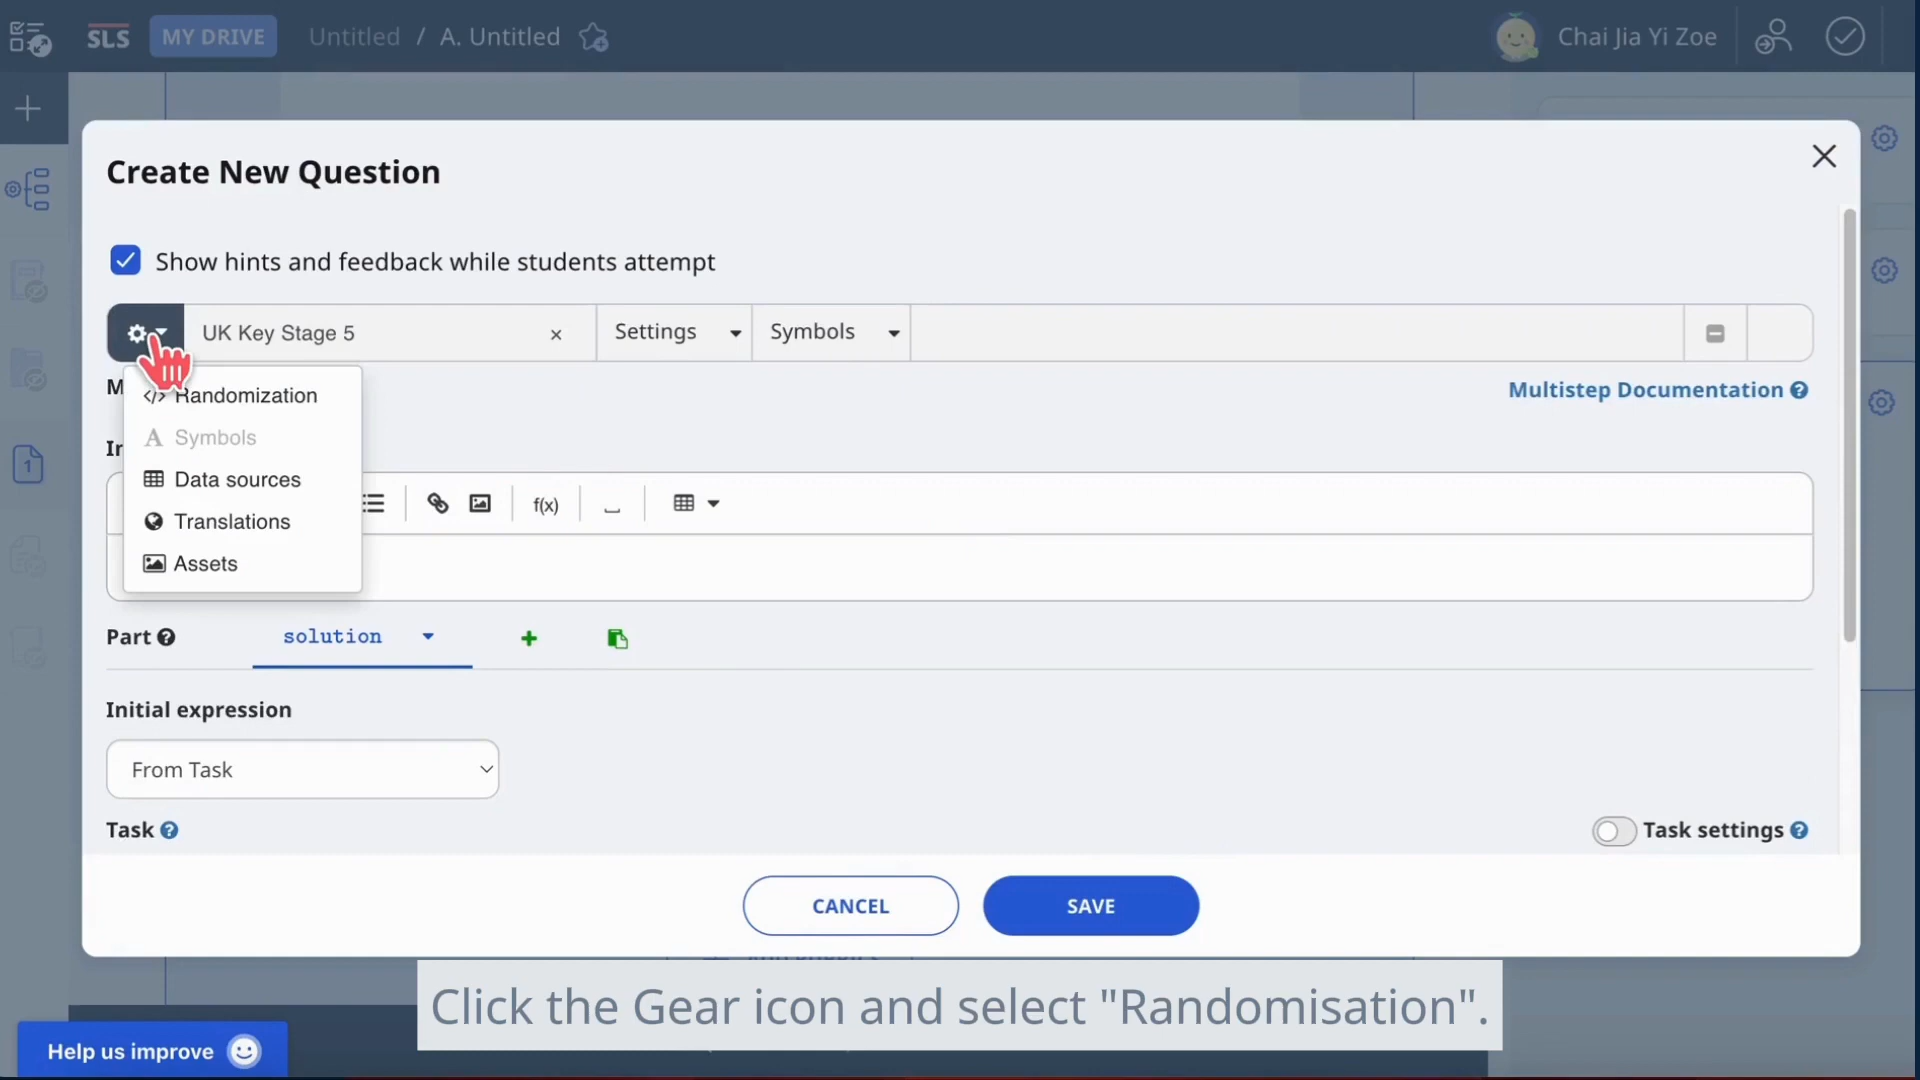 SLS MY DRIVE Untitled / A. Untitled Chai Jia Yi Zoe
Create New Question
Show hints and feedback while students attempt
UK Key Stage 5 × Settings Symbols
Randomization
Multistep Documentation
Symbols
Data sources
f(x)
Translations
1
Assets
Part solution
Initial expression
From Task
Task Task settings
CANCEL SAVE
Click the Gear icon and select "Randomisation".
Help us improve